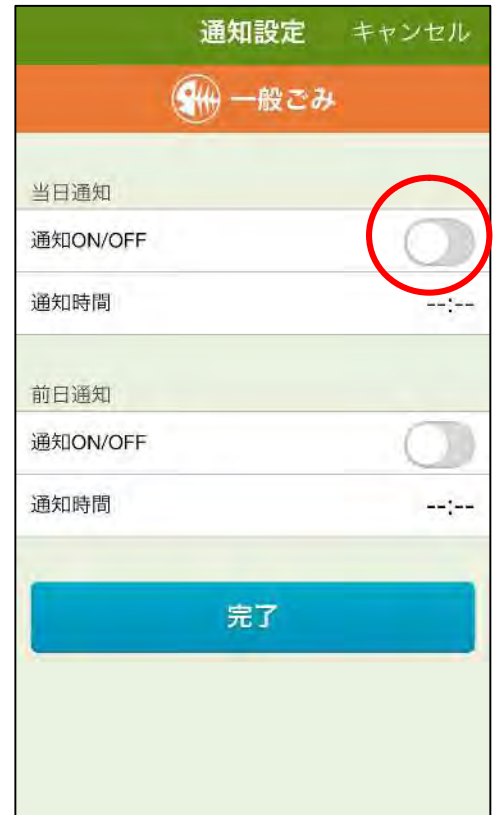 通知設定 キャンセル
一般ごみ
当日通知
通知ON/OFF
通知時間 --:--
前日通知
通知ON/OFF
通知時間 --:--
完了